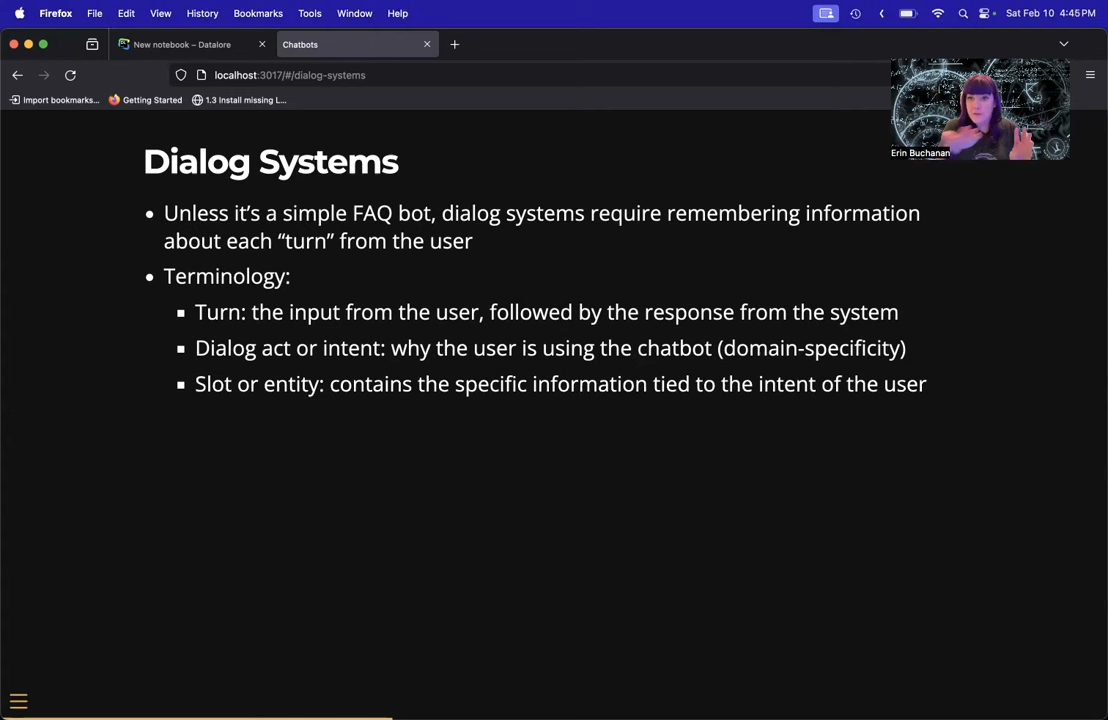 Firefox File Edit View History Bookmarks Tools Window Help Sat Feb 10 4:45 PM
New notebook – Datalore Chatbots
localhost:3017/#/dialog-systems
Import bookmarks... Getting Started 1.3 Install missing L...
Erin Buchanan
Dialog Systems
• Unless it’s a simple FAQ bot, dialog systems require remembering information
about each “turn” from the user
• Terminology:
▪ Turn: the input from the user, followed by the response from the system
▪ Dialog act or intent: why the user is using the chatbot (domain-specificity)
▪ Slot or entity: contains the specific information tied to the intent of the user